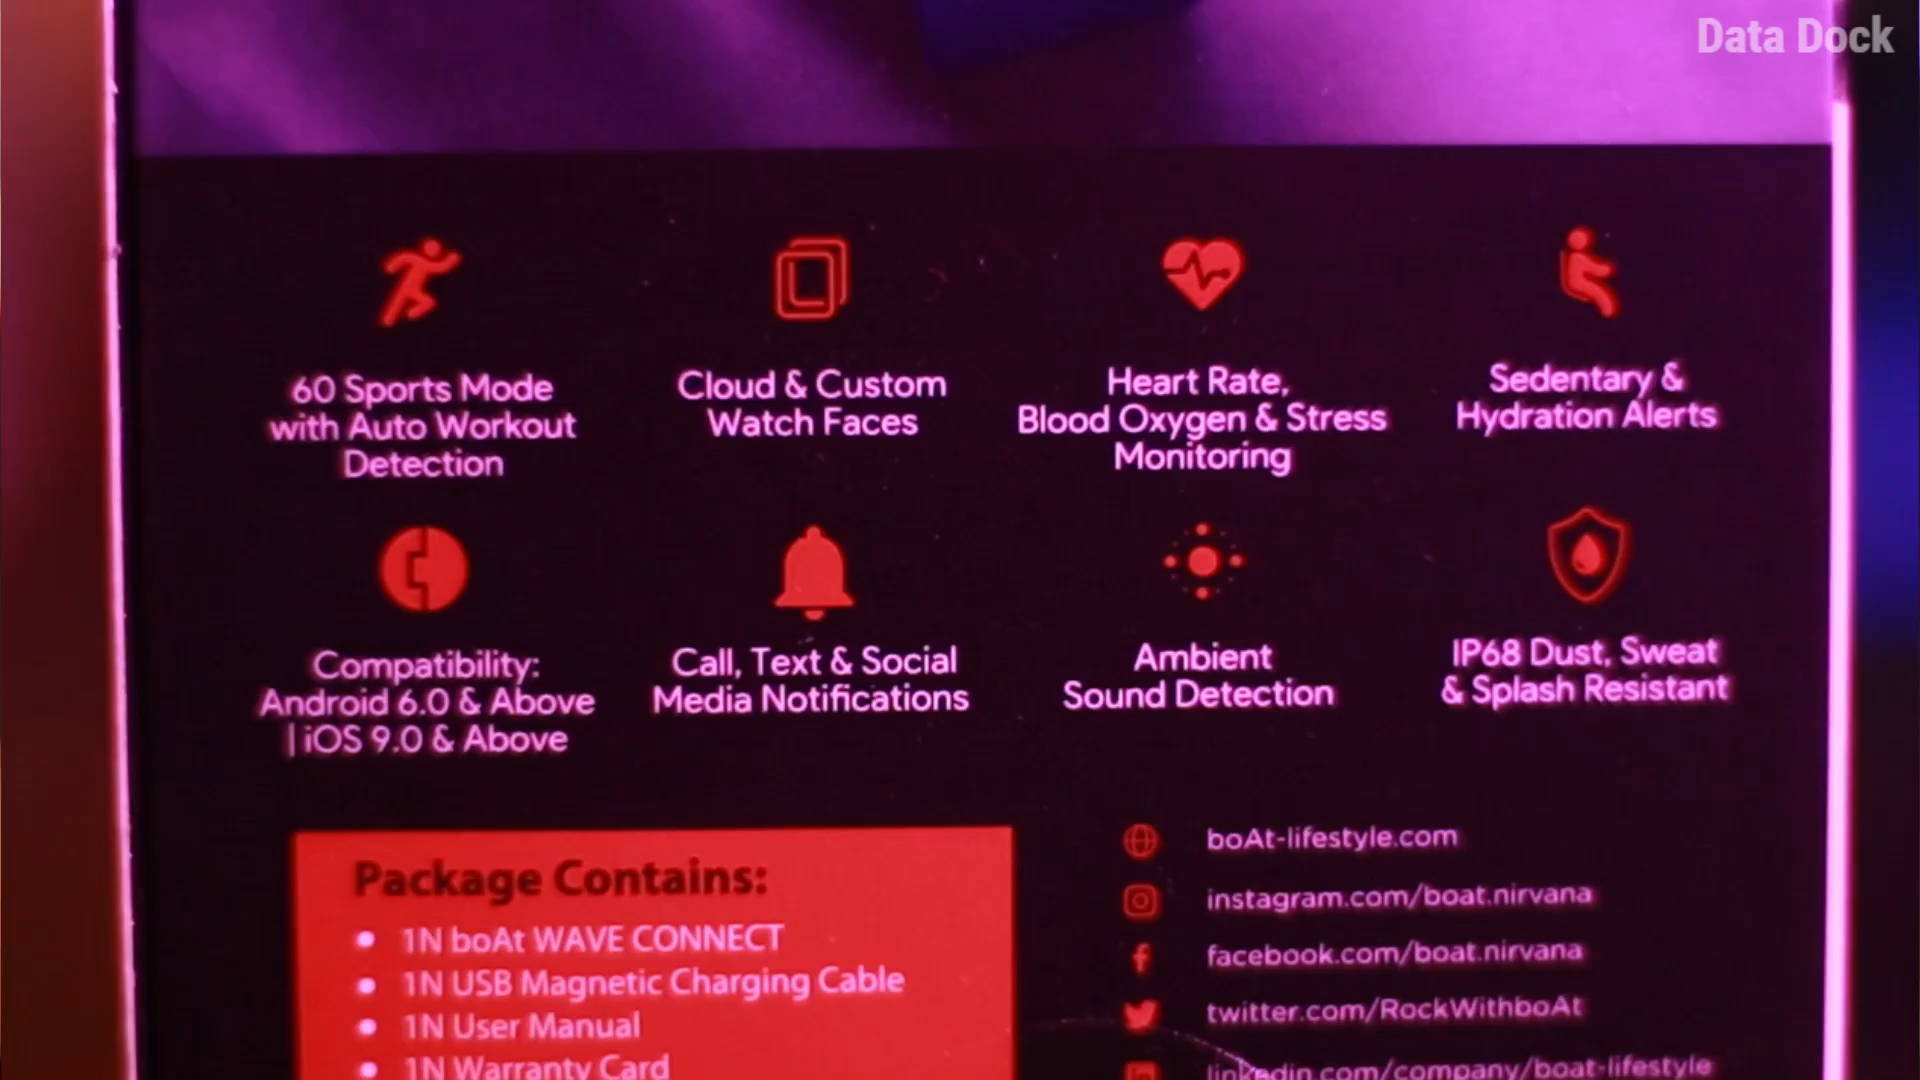 Data Dock
60 Sports Mode
with Auto Workout
Detection
Cloud & Custom
Watch Faces
Heart Rate,
Blood Oxygen & Stress
Monitoring
Sedentary &
Hydration Alerts
Compatibility:
Android 6.0 & Above
| iOS 9.0 & Above
Call, Text & Social
Media Notifications
Ambient
Sound Detection
IP68 Dust, Sweat
& Splash Resistant
Package Contains:
• 1N boAt WAVE CONNECT
• 1N USB Magnetic Charging Cable
• 1N User Manual
• 1N Warranty Card
boAt-lifestyle.com
instagram.com/boat.nirvana
facebook.com/boat.nirvana
twitter.com/RockWithboAt
linkedin.com/company/boat-lifestyle